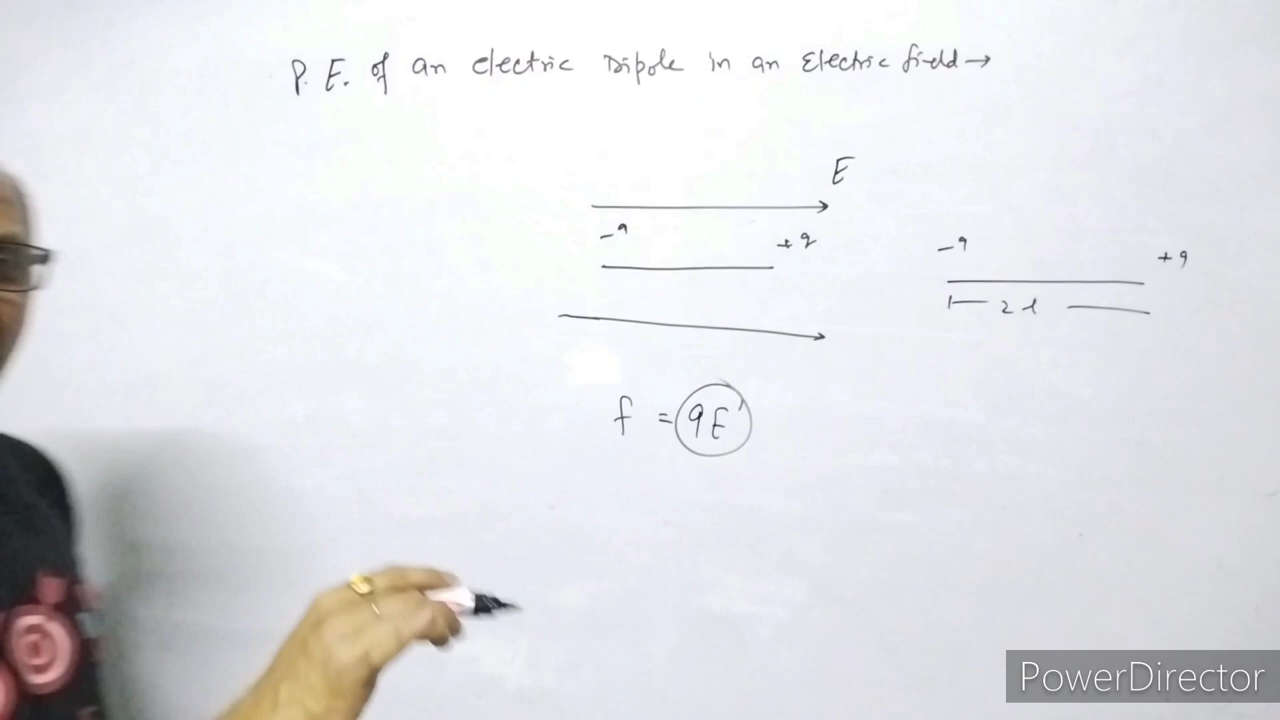 P. E. of an electric Dipole in an Electric field →
E
-q +q
-q +q
2l
f = qE
PowerDirector